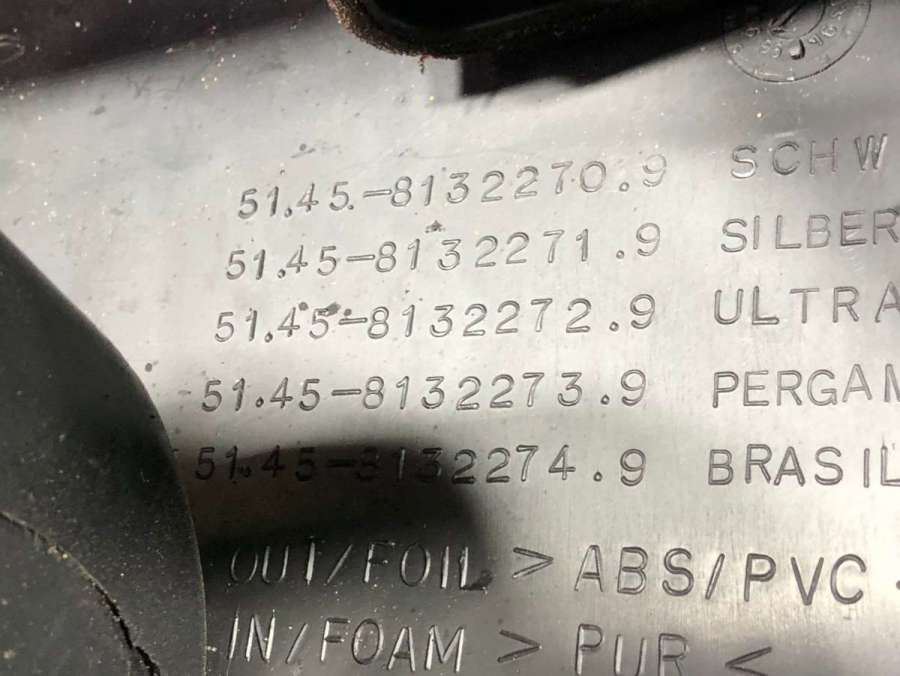 51.45-8132270.9 SCHW
51.45-8132271.9 SILBER
51.45-8132272.9 ULTRA
51.45-8132273.9 PERGAM
51.45-8132274.9 BRASIL
OUT/FOIL > ABS/PVC
IN/FOAM > PUR <